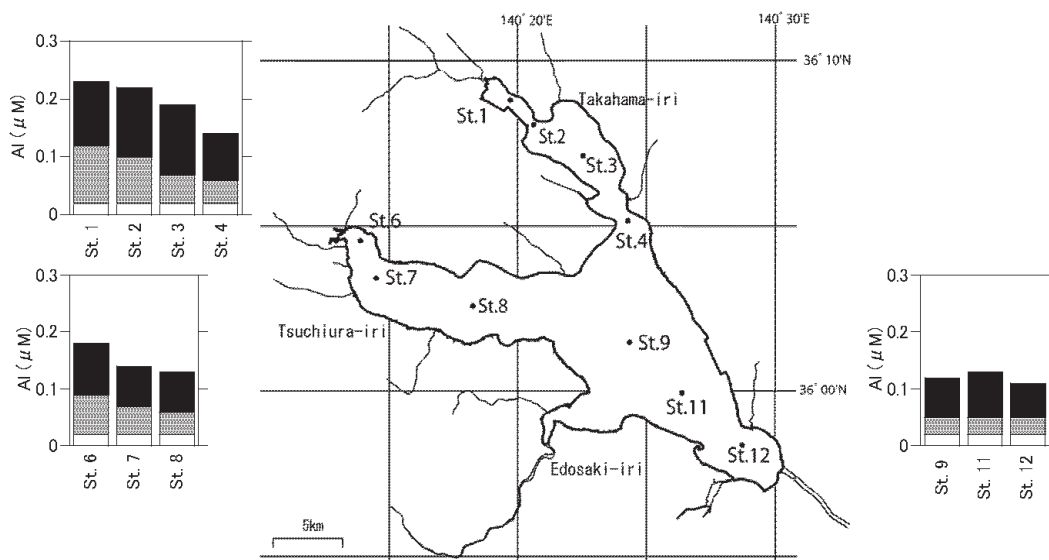 140° 20'E
140° 30'E
36° 10'N
36° 00'N
Takahama-iri
St.1
St.2
St.3
St.4
St.6
St.7
St.8
St.9
St.11
St.12
Tsuchiura-iri
Edosaki-iri
5km
Al (μM)
0.3
0.2
0.1
0
St. 1
St. 2
St. 3
St. 4
Al (μM)
0.3
0.2
0.1
0
St. 6
St. 7
St. 8
Al (μM)
0.3
0.2
0.1
0
St. 9
St. 11
St. 12